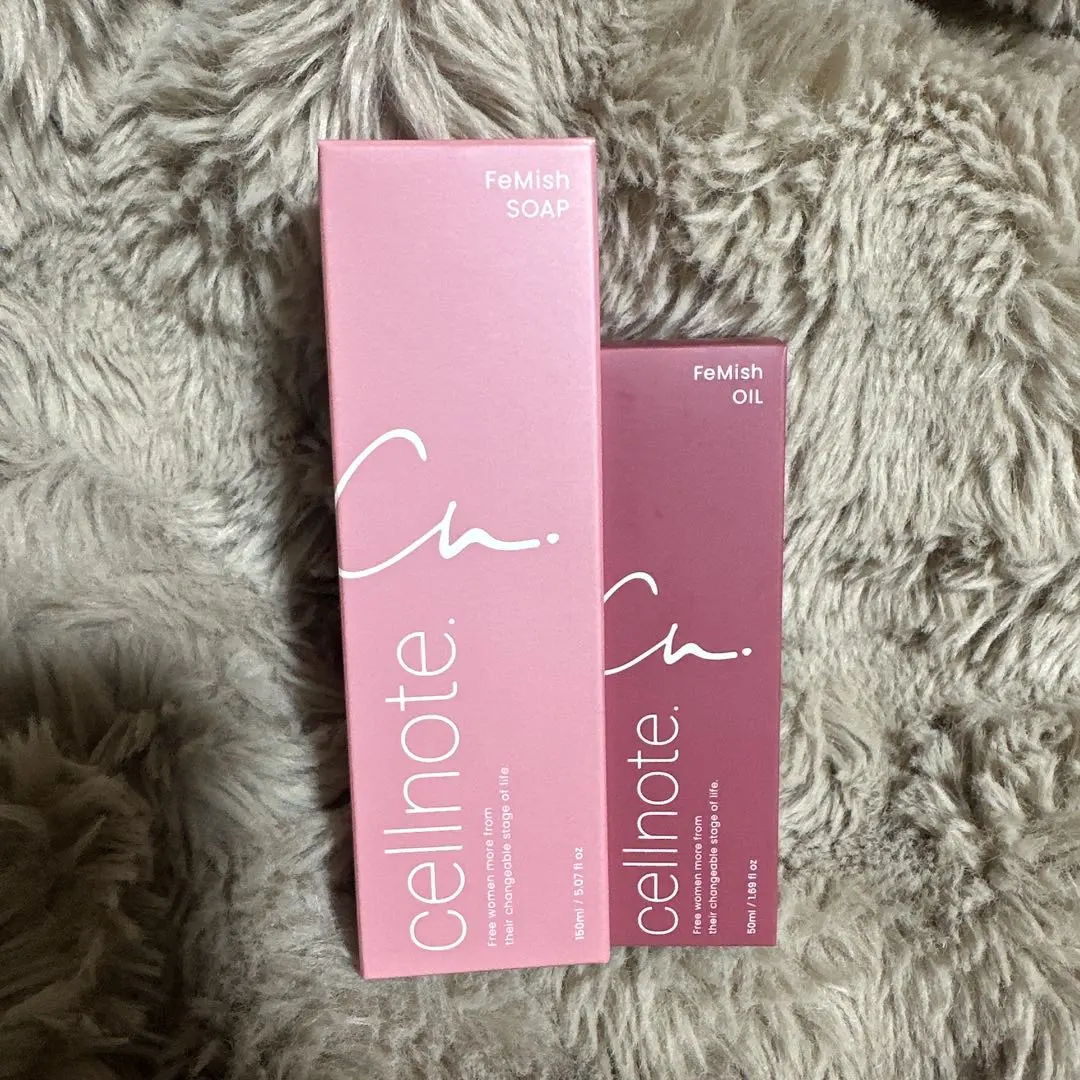 FeMish
SOAP
Cn.
cellnote.
Free women more from
their changeable stage of life.
150ml / 5.07 fl oz
FeMish
OIL
Cn.
cellnote.
Free women more from
their changeable stage of life.
50ml / 1.69 fl oz